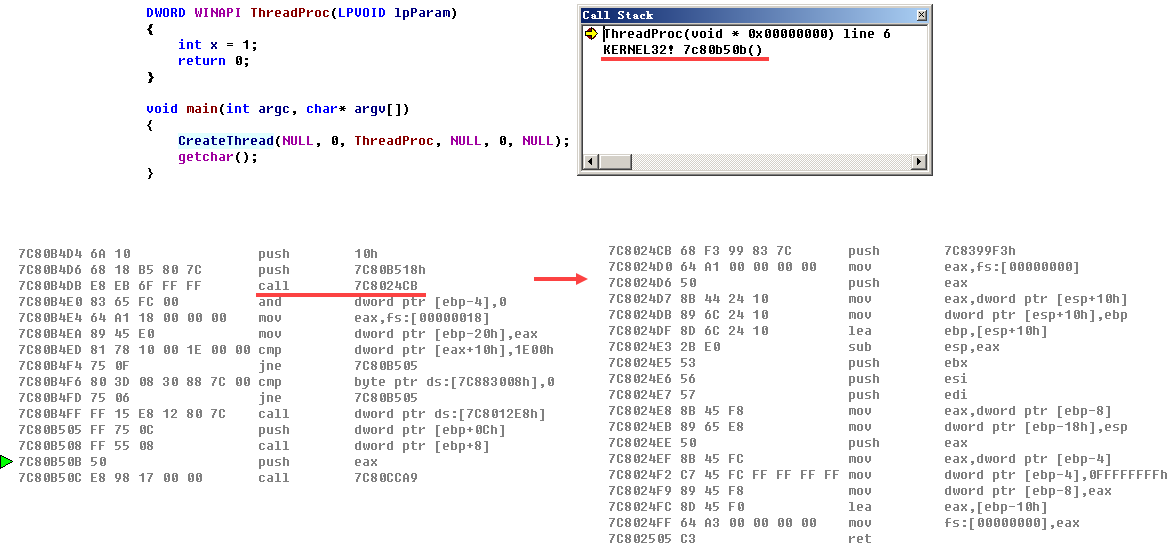 DWORD WINAPI ThreadProc(LPVOID lpParam)
{
int x = 1;
return 0;
}
void main(int argc, char* argv[])
{
CreateThread(NULL, 0, ThreadProc, NULL, 0, NULL);
getchar();
}
Call Stack
ThreadProc(void * 0x00000000) line 6
KERNEL32! 7c80b50b()
7C80B4D4 6A 10 push 10h
7C80B4D6 68 18 B5 80 7C push 7C80B518h
7C80B4DB E8 EB 6F FF FF call 7C8024CB
7C80B4E0 83 65 FC 00 and dword ptr [ebp-4],0
7C80B4E4 64 A1 18 00 00 00 mov eax,fs:[00000018]
7C80B4EA 89 45 E0 mov dword ptr [ebp-20h],eax
7C80B4ED 81 78 10 00 1E 00 00 cmp dword ptr [eax+10h],1E00h
7C80B4F4 75 0F jne 7C80B505
7C80B4F6 80 3D 08 30 88 7C 00 cmp byte ptr ds:[7C883008h],0
7C80B4FD 75 06 jne 7C80B505
7C80B4FF FF 15 E8 12 80 7C call dword ptr ds:[7C8012E8h]
7C80B505 FF 75 0C push dword ptr [ebp+0Ch]
7C80B508 FF 55 08 call dword ptr [ebp+8]
7C80B50B 50 push eax
7C80B50C E8 98 17 00 00 call 7C80CCA9
7C8024CB 68 F3 99 83 7C push 7C8399F3h
7C8024D0 64 A1 00 00 00 00 mov eax,fs:[00000000]
7C8024D6 50 push eax
7C8024D7 8B 44 24 10 mov eax,dword ptr [esp+10h]
7C8024DB 89 6C 24 10 mov dword ptr [esp+10h],ebp
7C8024DF 8D 6C 24 10 lea ebp,[esp+10h]
7C8024E3 2B E0 sub esp,eax
7C8024E5 53 push ebx
7C8024E6 56 push esi
7C8024E7 57 push edi
7C8024E8 8B 45 F8 mov eax,dword ptr [ebp-8]
7C8024EB 89 65 E8 mov dword ptr [ebp-18h],esp
7C8024EE 50 push eax
7C8024EF 8B 45 FC mov eax,dword ptr [ebp-4]
7C8024F2 C7 45 FC FF FF FF FF mov dword ptr [ebp-4],0FFFFFFFFh
7C8024F9 89 45 F8 mov dword ptr [ebp-8],eax
7C8024FC 8D 45 F0 lea eax,[ebp-10h]
7C8024FF 64 A3 00 00 00 00 mov fs:[00000000],eax
7C802505 C3 ret